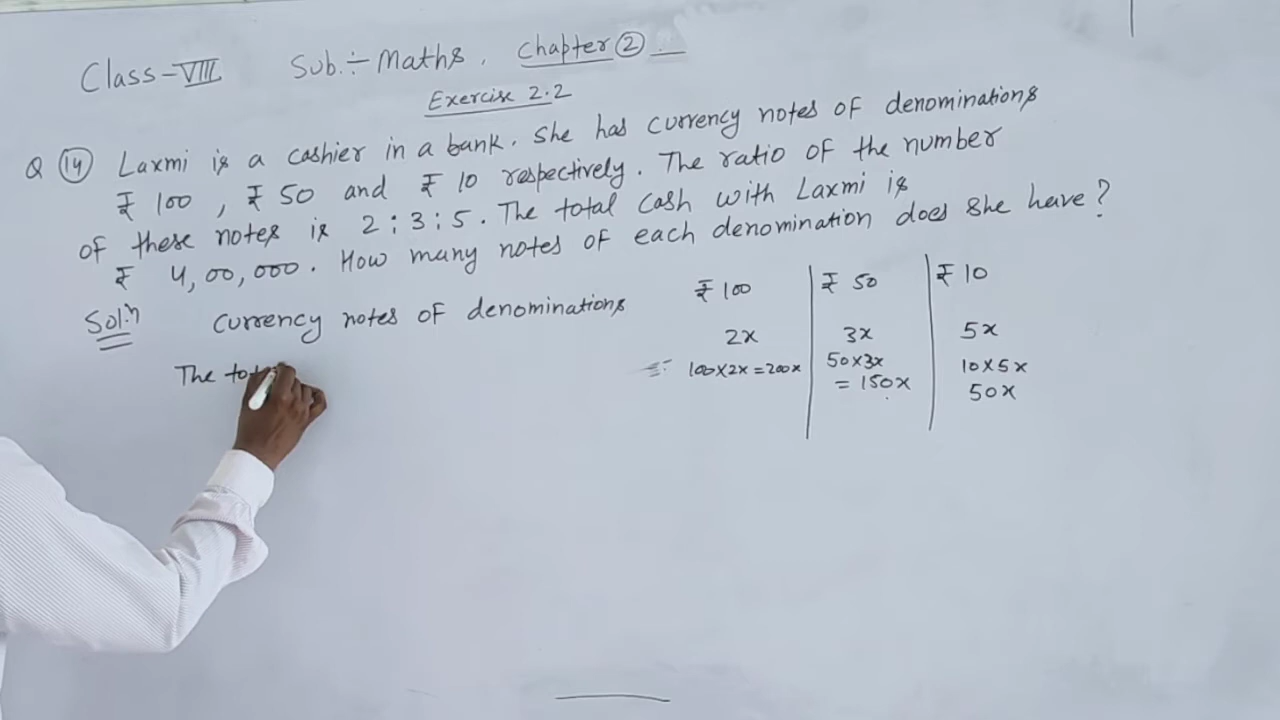 Class-VIII Sub.:- Maths, Chapter ②
Exercise 2.2
Q ⑭ Laxmi is a cashier in a bank. She has currency notes of denominations
₹ 100, ₹ 50 and ₹ 10 respectively. The ratio of the number
of these notes is 2:3:5. The total cash with Laxmi is
₹ 4,00,000. How many notes of each denomination does she have?
Sol.ⁿ Currency notes of denominations ₹ 100 ₹ 50 ₹ 10
2x 3x 5x
100×2x=200x 50×3x 10×5x
= 150x 50x
The